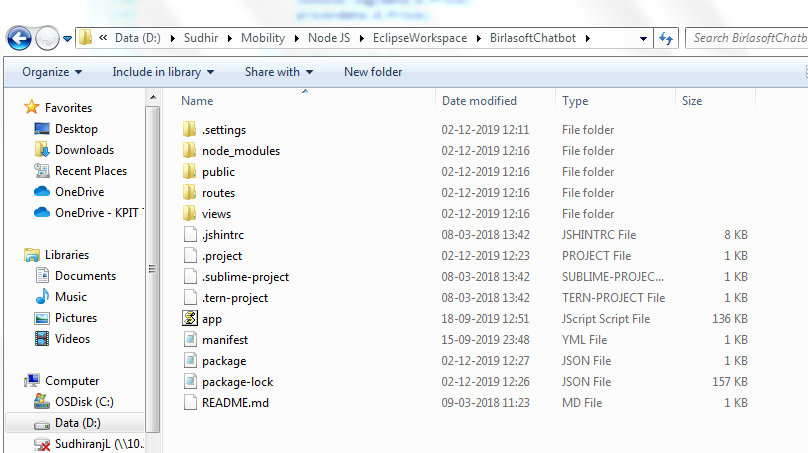 Data (D:) Sudhir Mobility Node JS EclipseWorkspace BirlasoftChatbot Search BirlasoftChatb
Organize Include in library Share with New folder
Favorites
Desktop
Downloads
Recent Places
OneDrive
OneDrive - KPIT
Libraries
Documents
Music
Pictures
Videos
Computer
OSDisk (C:)
Data (D:)
SudhiranjL (\\10.
Name Date modified Type Size
.settings 02-12-2019 12:11 File folder
node_modules 02-12-2019 12:16 File folder
public 02-12-2019 12:16 File folder
routes 02-12-2019 12:16 File folder
views 02-12-2019 12:16 File folder
.jshintrc 08-03-2018 13:42 JSHINTRC File 8 KB
.project 02-12-2019 12:23 PROJECT File 1 KB
.sublime-project 08-03-2018 13:42 SUBLIME-PROJEC... 1 KB
.tern-project 08-03-2018 13:42 TERN-PROJECT File 1 KB
app 18-09-2019 12:51 JScript Script File 136 KB
manifest 15-09-2019 23:48 YML File 1 KB
package 02-12-2019 12:27 JSON File 1 KB
package-lock 02-12-2019 12:26 JSON File 157 KB
README.md 09-03-2018 11:23 MD File 1 KB